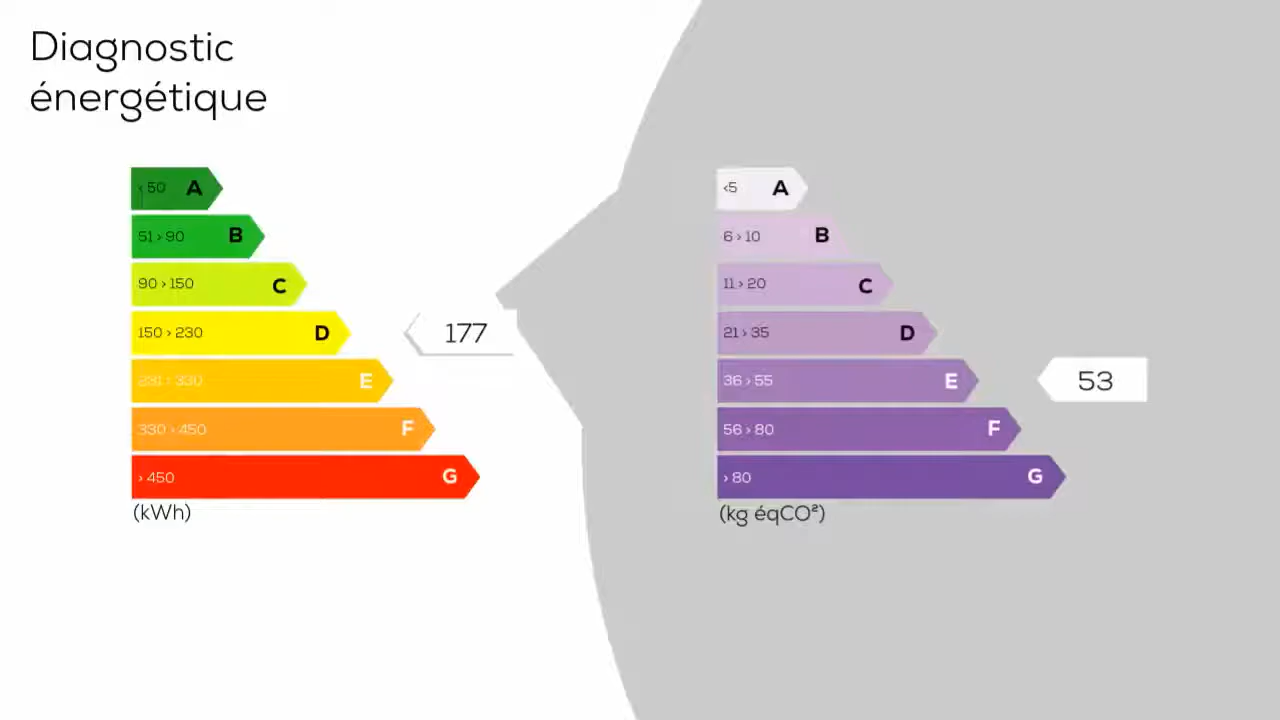 Diagnostic
énergétique
< 50 A
51 > 90 B
90 > 150 C
150 > 230 D
177
231 > 330 E
330 > 450 F
> 450 G
(kWh)
<5 A
6 > 10 B
11 > 20 C
21 > 35 D
36 > 55 E
53
56 > 80 F
> 80 G
(kg éqCO²)